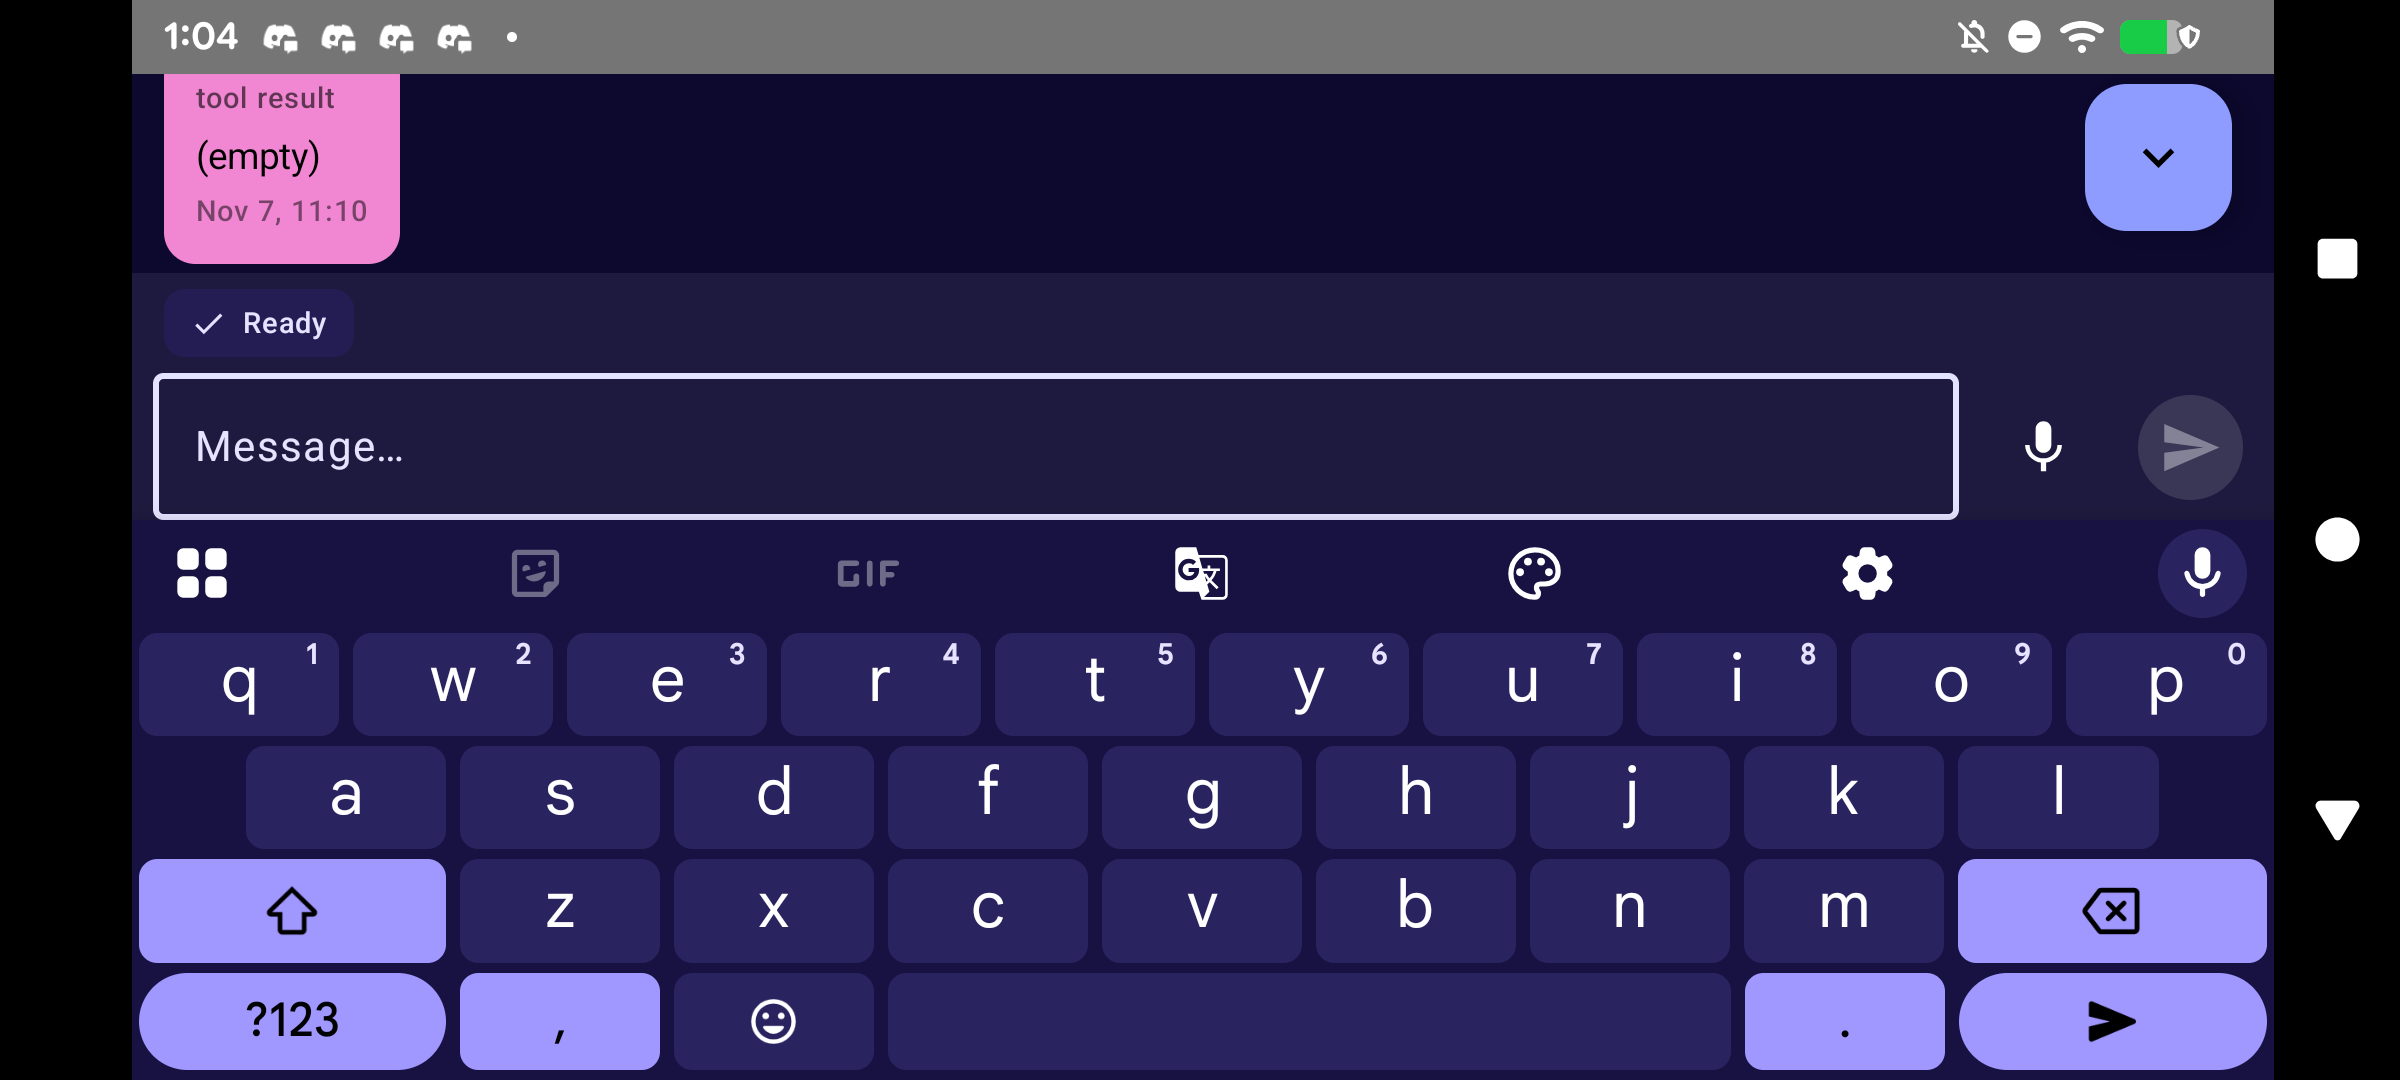 1:04
tool result
(empty)
Nov 7, 11:10
Ready
Message…
GIF
G 文
q 1 w 2 e 3 r 4 t 5 y 6 u 7 i 8 o 9 p 0
a s d f g h j k l
z x c v b n m
?123 , .